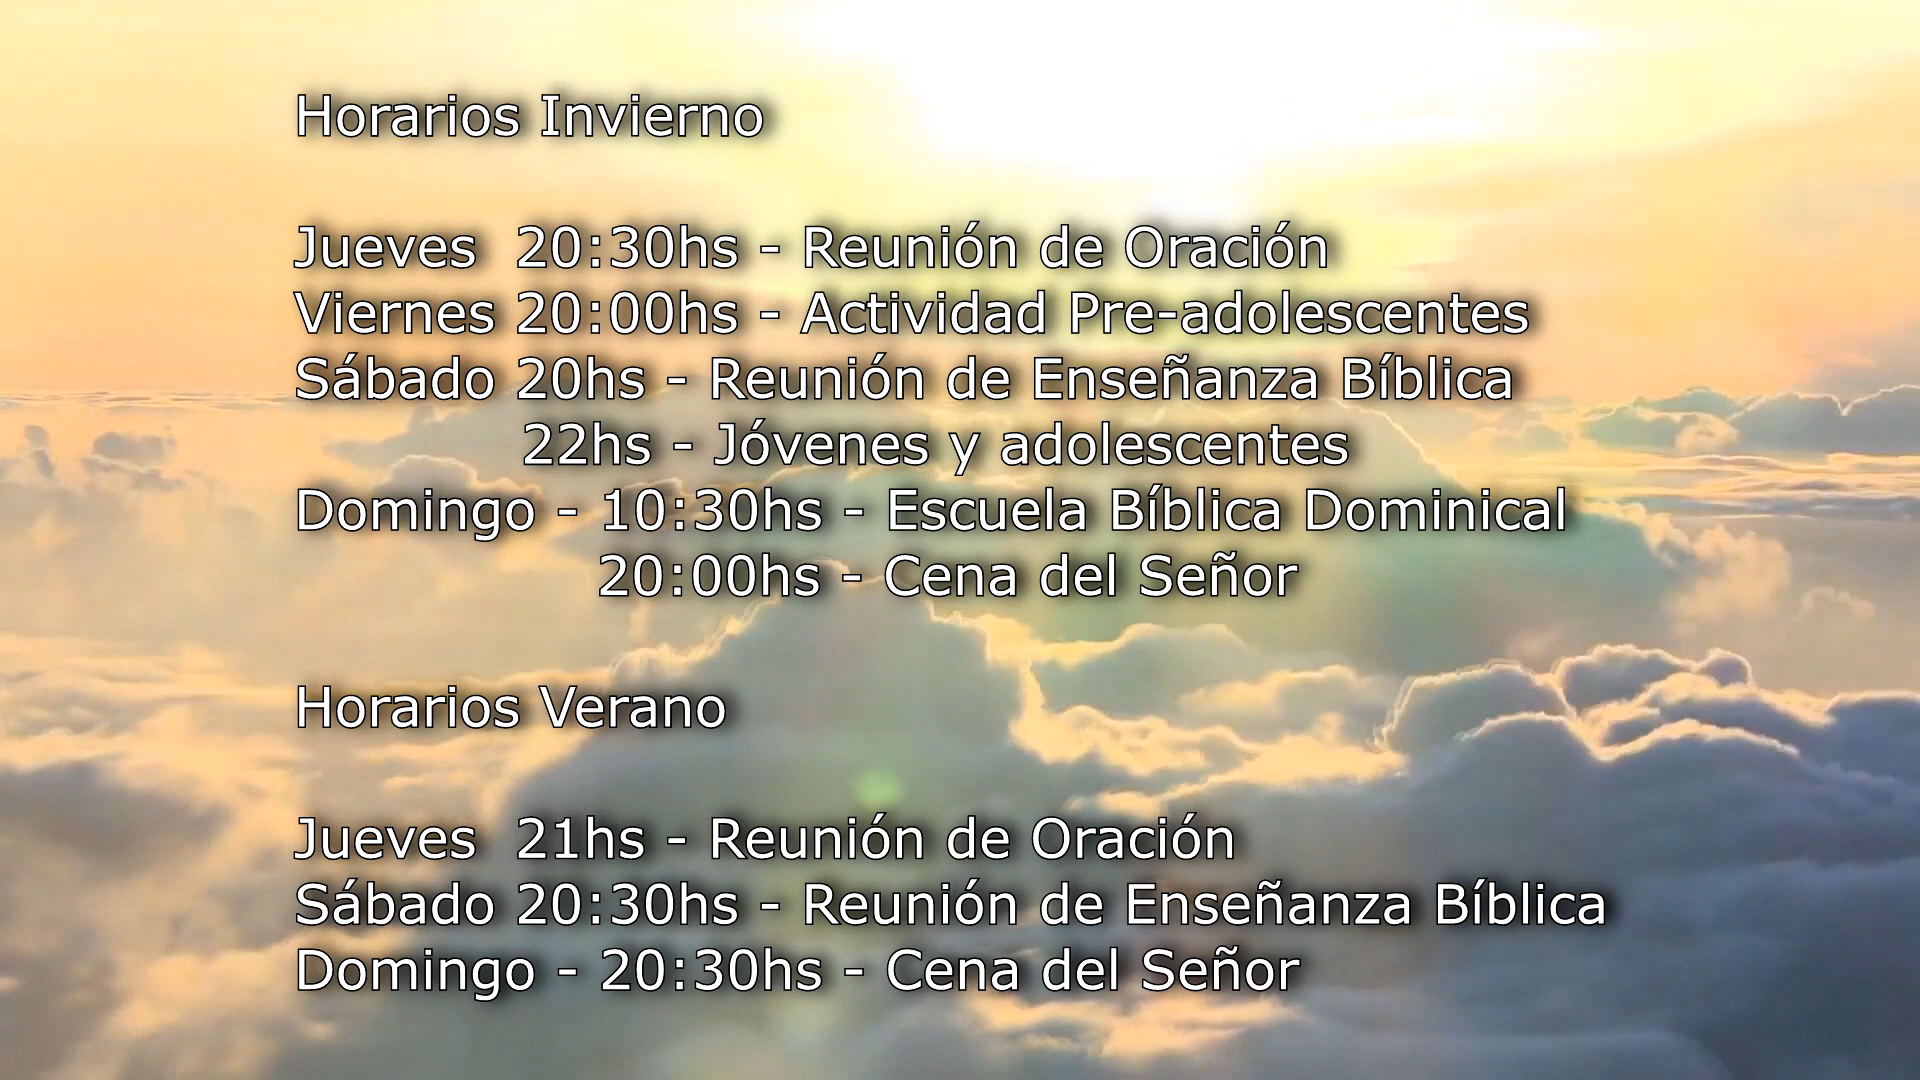 Horarios Invierno
Jueves  20:30hs - Reunión de Oración
Viernes 20:00hs - Actividad Pre-adolescentes
Sábado 20hs - Reunión de Enseñanza Bíblica
22hs - Jóvenes y adolescentes
Domingo - 10:30hs - Escuela Bíblica Dominical
20:00hs - Cena del Señor
Horarios Verano
Jueves  21hs - Reunión de Oración
Sábado 20:30hs - Reunión de Enseñanza Bíblica
Domingo - 20:30hs - Cena del Señor